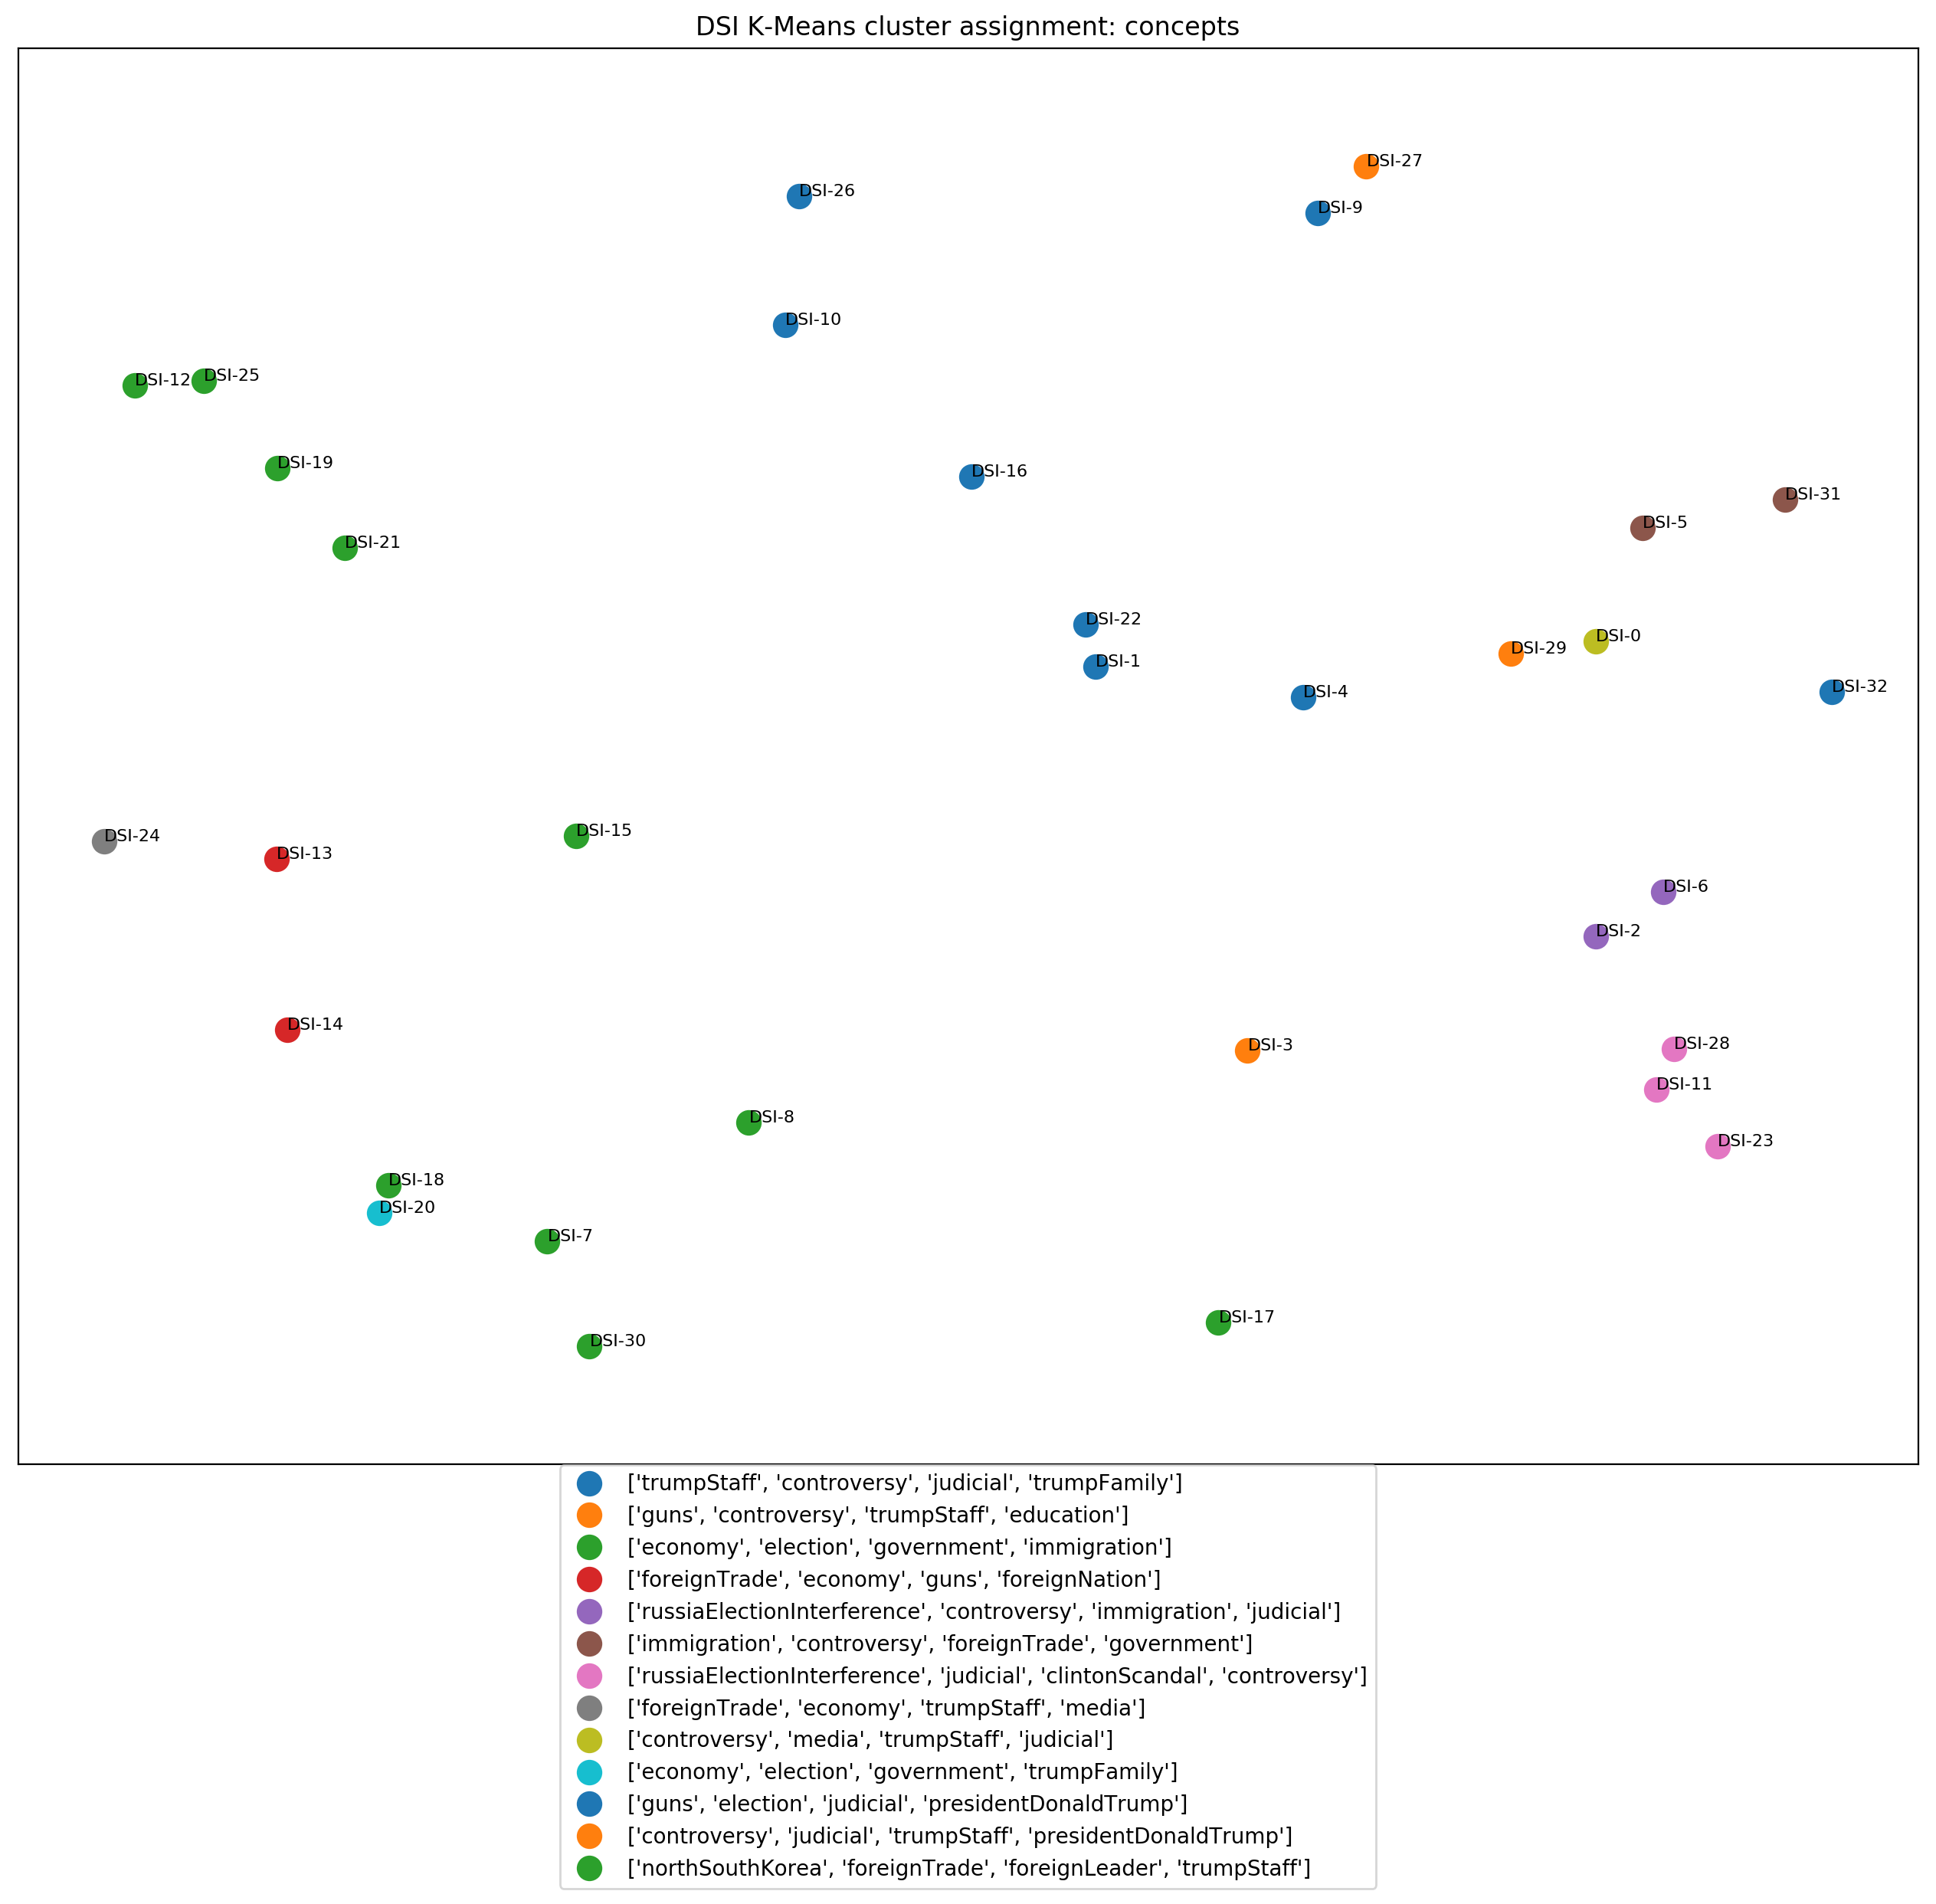 DSI K-Means cluster assignment: concepts
DSI-27
DSI-26
DSI-9
DSI-10
DSI-12
DSI-25
DSI-19
DSI-16
DSI-31
DSI-5
DSI-21
DSI-22
DSI-0
DSI-29
DSI-1
DSI-4
DSI-32
DSI-15
DSI-24
DSI-13
DSI-6
DSI-2
DSI-14
DSI-28
DSI-3
DSI-11
DSI-8
DSI-23
DSI-18
DSI-20
DSI-7
DSI-17
DSI-30
['trumpStaff', 'controversy', 'judicial', 'trumpFamily']
['guns', 'controversy', 'trumpStaff', 'education']
['economy', 'election', 'government', 'immigration']
['foreignTrade', 'economy', 'guns', 'foreignNation']
['russiaElectionInterference', 'controversy', 'immigration', 'judicial']
['immigration', 'controversy', 'foreignTrade', 'government']
['russiaElectionInterference', 'judicial', 'clintonScandal', 'controversy']
['foreignTrade', 'economy', 'trumpStaff', 'media']
['controversy', 'media', 'trumpStaff', 'judicial']
['economy', 'election', 'government', 'trumpFamily']
['guns', 'election', 'judicial', 'presidentDonaldTrump']
['controversy', 'judicial', 'trumpStaff', 'presidentDonaldTrump']
['northSouthKorea', 'foreignTrade', 'foreignLeader', 'trumpStaff']